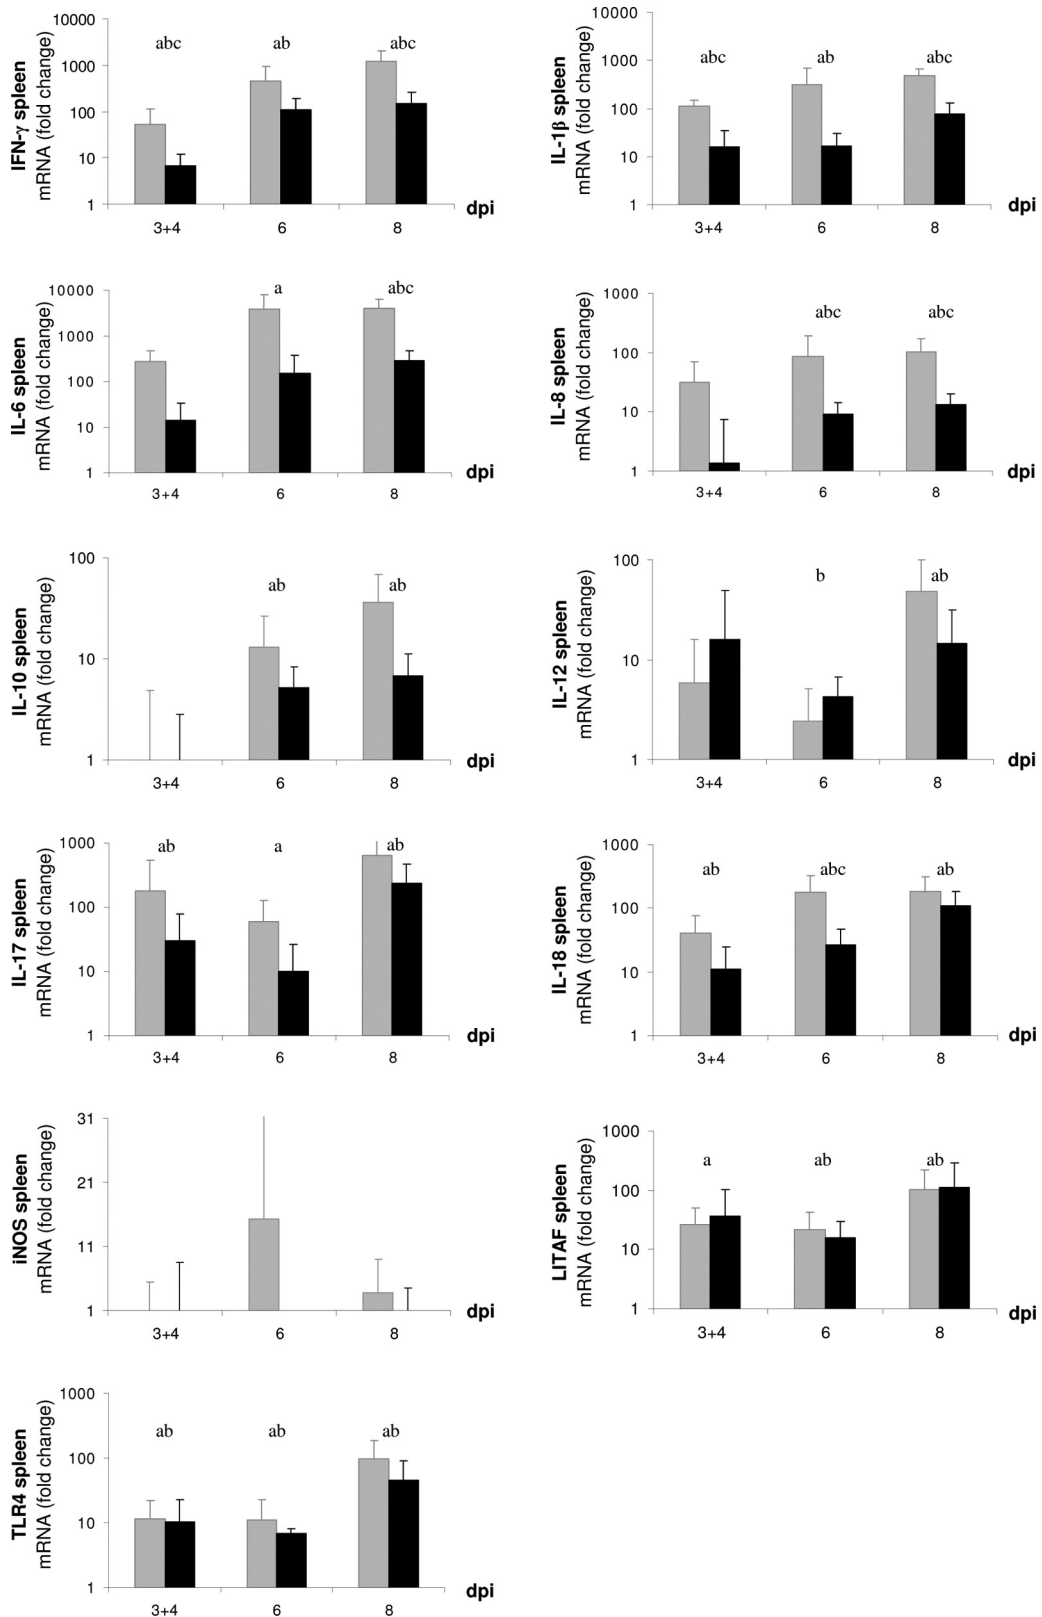 IFN-γ spleen
mRNA (fold change)
10000
1000
100
10
1
abc
ab
abc
3+4
6
8
dpi
IL-1β spleen
mRNA (fold change)
10000
1000
100
10
1
abc
ab
abc
3+4
6
8
dpi
IL-6 spleen
mRNA (fold change)
10000
1000
100
10
1
a
abc
3+4
6
8
dpi
IL-8 spleen
mRNA (fold change)
1000
100
10
1
abc
abc
3+4
6
8
dpi
IL-10 spleen
mRNA (fold change)
100
10
1
ab
ab
3+4
6
8
dpi
IL-12 spleen
mRNA (fold change)
100
10
1
b
ab
3+4
6
8
dpi
IL-17 spleen
mRNA (fold change)
1000
100
10
1
ab
a
ab
3+4
6
8
dpi
IL-18 spleen
mRNA (fold change)
1000
100
10
1
ab
abc
ab
3+4
6
8
dpi
iNOS spleen
mRNA (fold change)
31
21
11
1
3+4
6
8
dpi
LITAF spleen
mRNA (fold change)
1000
100
10
1
a
ab
ab
3+4
6
8
dpi
TLR4 spleen
mRNA (fold change)
1000
100
10
1
ab
ab
ab
3+4
6
8
dpi